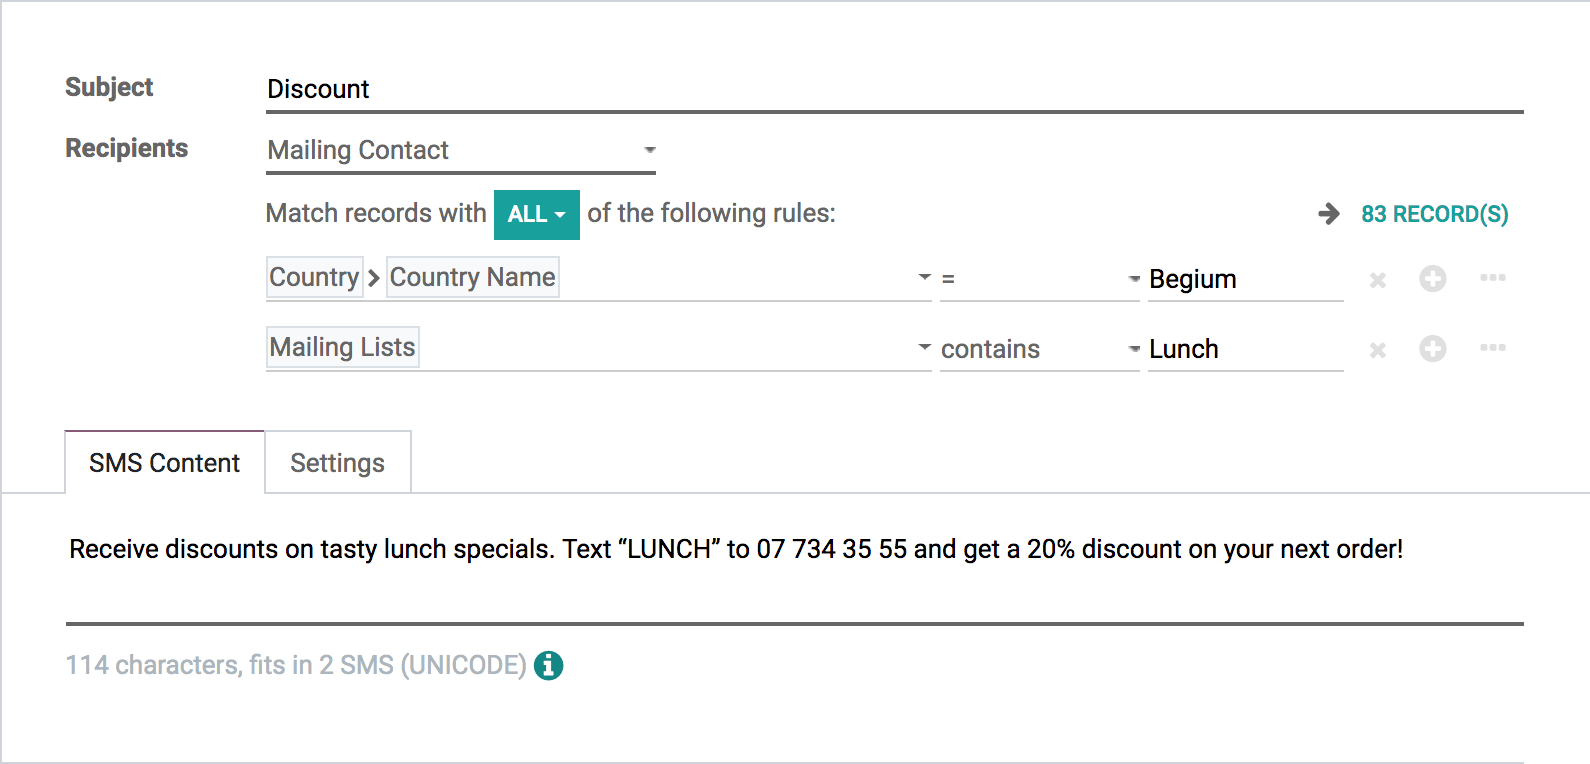 Subject Discount
Recipients Mailing Contact
Match records with ALL of the following rules: 83 RECORD(S)
Country Country Name = Begium
Mailing Lists contains Lunch
SMS Content Settings
Receive discounts on tasty lunch specials. Text “LUNCH” to 07 734 35 55 and get a 20% discount on your next order!
114 characters, fits in 2 SMS (UNICODE)